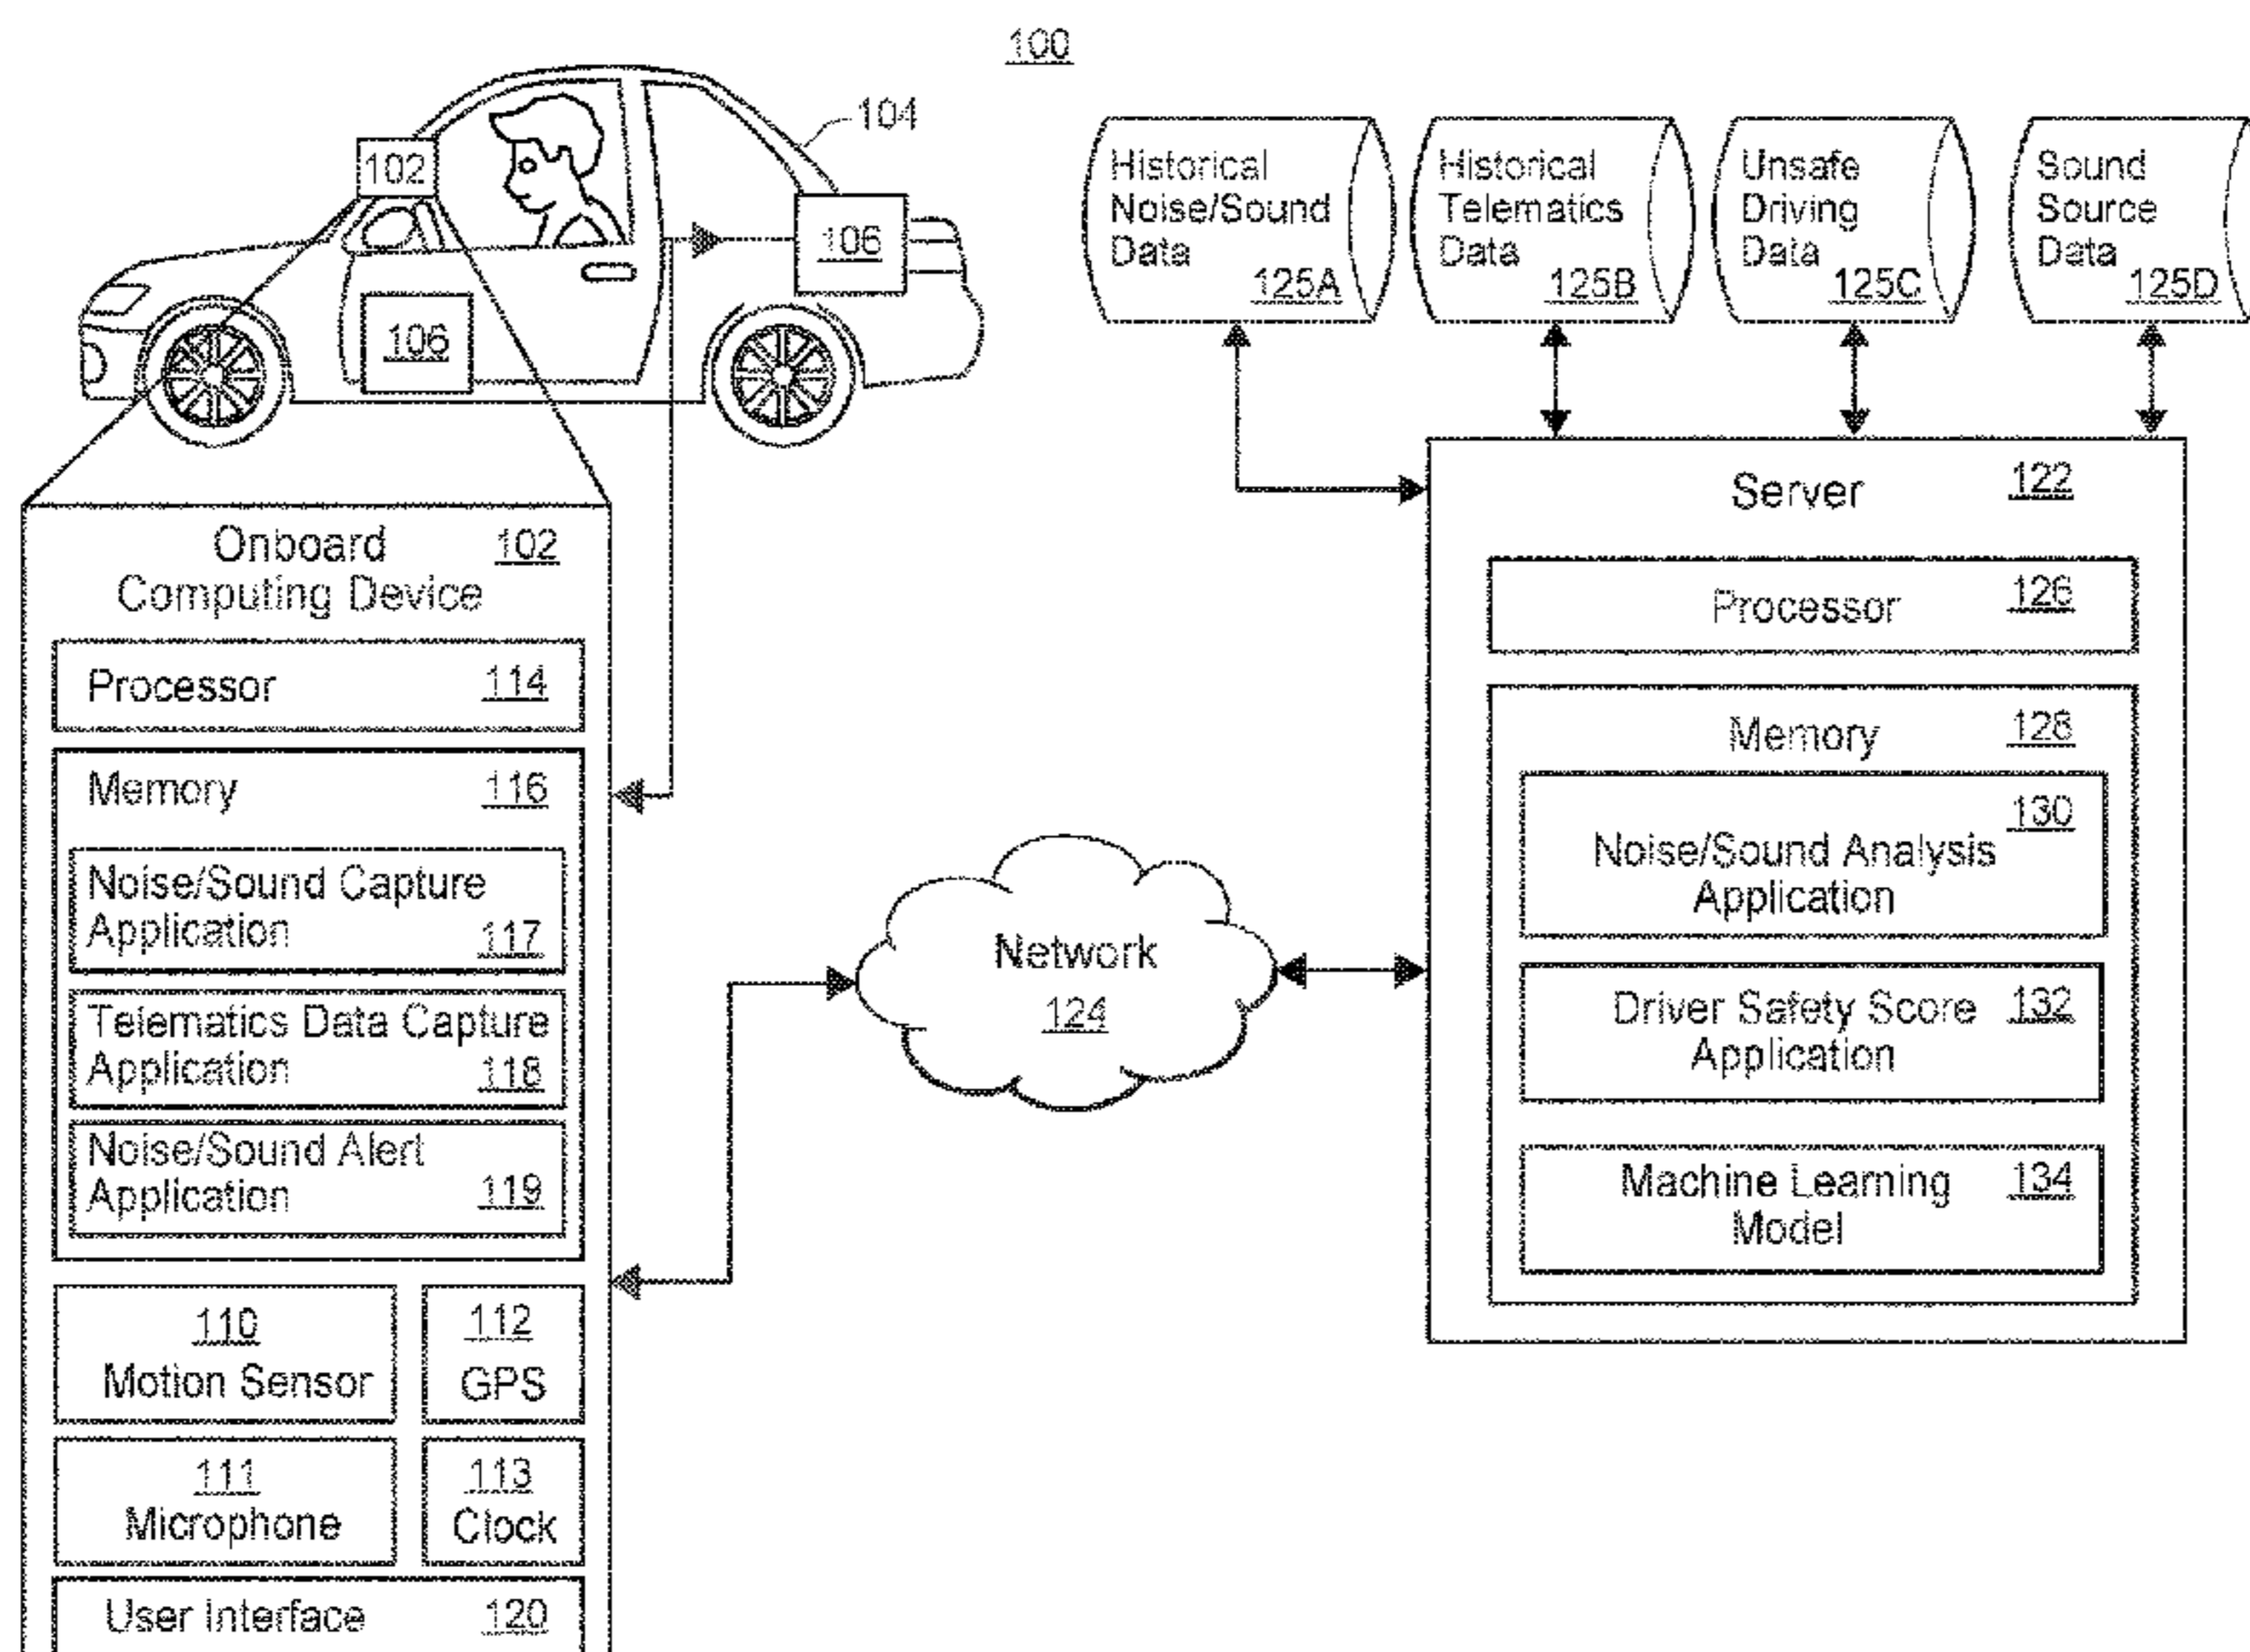 100
104
102
106
106
Historical
Noise/Sound
Data
125A
Historical
Telematics
Data
125B
Unsafe
Driving
Data
125C
Sound
Source
Data
125D
Onboard 102
Computing Device
Processor 114
Memory 116
Noise/Sound Capture
Application 117
Telematics Data Capture
Application 118
Noise/Sound Alert
Application 119
110
Motion Sensor
112
GPS
111
Microphone
113
Clock
User Interface 120
Network
124
Server 122
Processor 126
Memory 128
130
Noise/Sound Analysis
Application
Driver Safety Score 132
Application
Machine Learning 134
Model